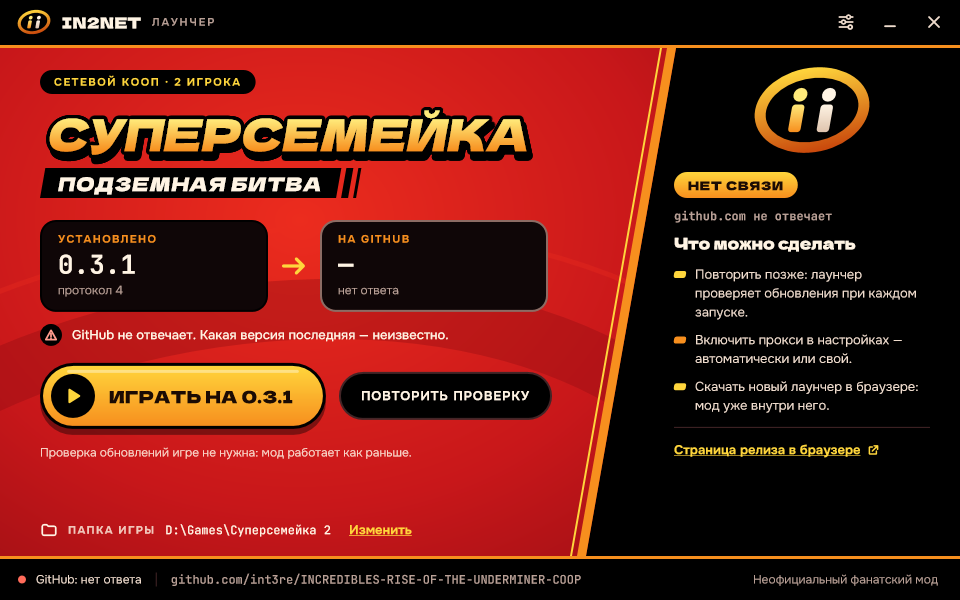 IN2NET ЛАУНЧЕР
СЕТЕВОЙ КООП · 2 ИГРОКА
СУПЕРСЕМЕЙКА
ПОДЗЕМНАЯ БИТВА
УСТАНОВЛЕНО
0.3.1
протокол 4
НА GITHUB
—
нет ответа
GitHub не отвечает. Какая версия последняя — неизвестно.
ИГРАТЬ НА 0.3.1
ПОВТОРИТЬ ПРОВЕРКУ
Проверка обновлений игре не нужна: мод работает как раньше.
ПАПКА ИГРЫ D:\Games\Суперсемейка 2 Изменить
НЕТ СВЯЗИ
github.com не отвечает
Что можно сделать
Повторить позже: лаунчер
проверяет обновления при каждом
запуске.
Включить прокси в настройках —
автоматически или свой.
Скачать новый лаунчер в браузере:
мод уже внутри него.
Страница релиза в браузере
GitHub: нет ответа
github.com/int3re/INCREDIBLES-RISE-OF-THE-UNDERMINER-COOP
Неофициальный фанатский мод